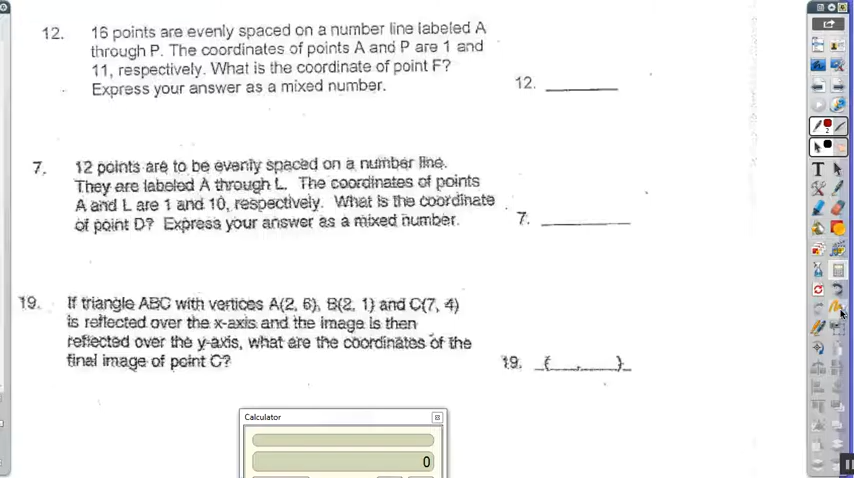 12. 16 points are evenly spaced on a number line labeled A
through P. The coordinates of points A and P are 1 and
11, respectively. What is the coordinate of point F?
Express your answer as a mixed number.
12. ________
7. 12 points are to be evenly spaced on a number line.
They are labeled A through L. The coordinates of points
A and L are 1 and 10, respectively. What is the coordinate
of point D? Express your answer as a mixed number.
7. ________
19. If triangle ABC with vertices A(2, 6), B(2, 1) and C(7, 4)
is reflected over the x-axis and the image is then
reflected over the y-axis, what are the coordinates of the
final image of point C?
19. (____,____)
Calculator
0
2
T